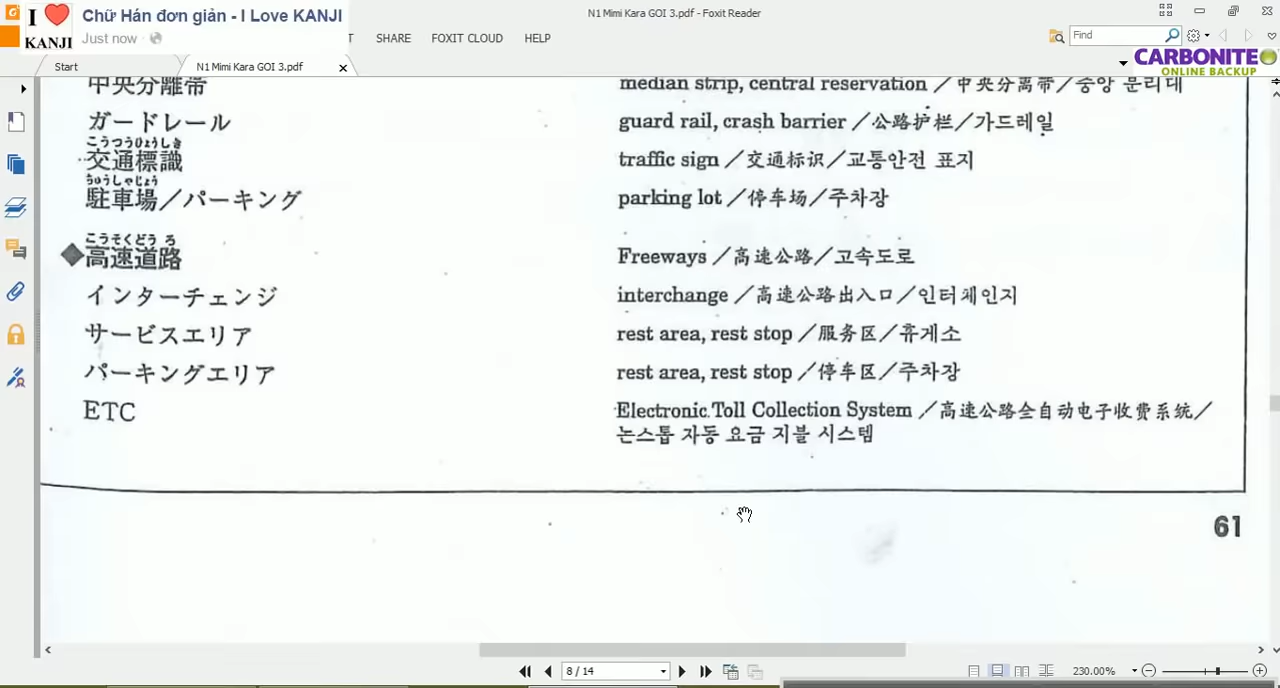 I ❤ KANJI
Chữ Hán đơn giản - I Love KANJI
Just now
N1 Mimi Kara GOI 3.pdf - Foxit Reader
T SHARE FOXIT CLOUD HELP
Find
CARBONITE
ONLINE BACKUP
Start
N1 Mimi Kara GOI 3.pdf
中央分離帯 median strip, central reservation／中央分离带／중앙 분리대
ガードレール guard rail, crash barrier／公路护栏／가드레일
こうつうひょうしき
交通標識 traffic sign／交通标识／교통안전 표지
ちゅうしゃじょう
駐車場／パーキング parking lot／停车场／주차장
こうそくどうろ
◆高速道路 Freeways／高速公路／고속도로
インターチェンジ interchange／高速公路出入口／인터체인지
サービスエリア rest area, rest stop／服务区／휴게소
パーキングエリア rest area, rest stop／停车区／주차장
ETC Electronic Toll Collection System／高速公路全自动电子收费系统／
논스톱 자동 요금 지불 시스템
61
8 / 14
230.00%